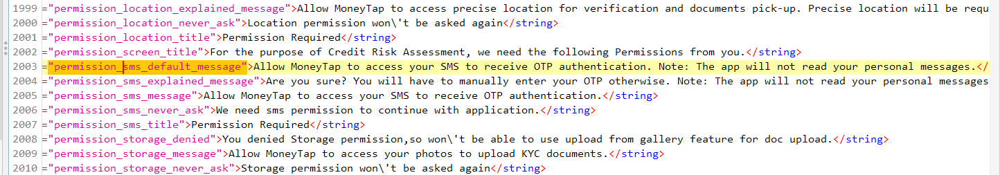 1999 ="permission_location_explained_message">Allow MoneyTap to access precise location for verification and documents pick-up. Precise location will be requ
2000 ="permission_location_never_ask">Location permission won\'t be asked again</string>
2001 ="permission_location_title">Permission Required</string>
2002 ="permission_screen_title">For the purpose of Credit Risk Assessment, we need the following Permissions from you.</string>
2003 ="permission_sms_default_message">Allow MoneyTap to access your SMS to receive OTP authentication. Note: The app will not read your personal messages.</
2004 ="permission_sms_explained_message">Are you sure? You will have to manually enter your OTP otherwise. Note: The app will not read your personal messages
2005 ="permission_sms_message">Allow MoneyTap to access your SMS to receive OTP authentication.</string>
2006 ="permission_sms_never_ask">We need sms permission to continue with application.</string>
2007 ="permission_sms_title">Permission Required</string>
2008 ="permission_storage_denied">You denied Storage permission,so won\'t be able to use upload from gallery feature for doc upload.</string>
2009 ="permission_storage_message">Allow MoneyTap to access your photos to upload KYC documents.</string>
2010 ="permission_storage_never_ask">Storage permission won\'t be asked again</string>